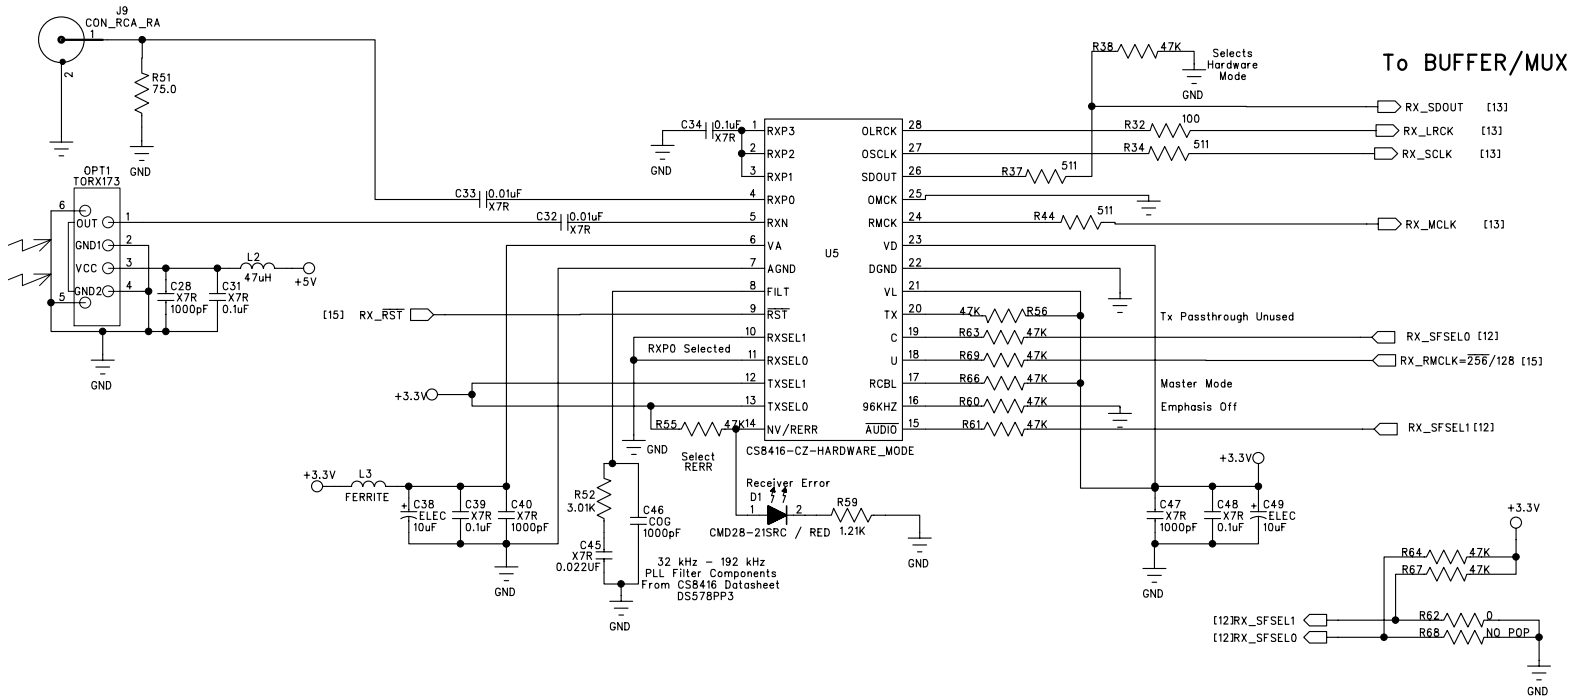 J9
CON_RCA_RA
1
2
R51
75.0
GND
OPT1
TORX173
6
OUT
1
GND1
2
VCC
3
GND2
4
5
L2
47uH
+5V
C28
X7R
1000pF
C31
X7R
0.1uF
GND
C34
0.1uF
X7R
GND
C33
0.01uF
X7R
C32
0.01uF
X7R
[15] RX_RST
RXP0 Selected
+3.3V
R55
47K
GND
Select
RERR
1 RXP3
2 RXP2
3 RXP1
4 RXP0
5 RXN
6 VA
7 AGND
8 FILT
9 RST
10 RXSEL1
11 RXSEL0
12 TXSEL1
13 TXSEL0
14 NV/RERR
U5
OLRCK 28
OSCLK 27
SDOUT 26
OMCK 25
RMCK 24
VD 23
DGND 22
VL 21
TX 20
C 19
U 18
RCBL 17
96KHZ 16
AUDIO 15
CS8416-CZ-HARDWARE_MODE
R38
47K
Selects
Hardware
Mode
GND
To BUFFER/MUX
RX_SDOUT [13]
R32
100
RX_LRCK [13]
R34
511
RX_SCLK [13]
R37
511
R44
511
RX_MCLK [13]
47K
R56
Tx Passthrough Unused
R63
47K
RX_SFSEL0 [12]
R69
47K
RX_RMCLK=256/128 [15]
R66
47K
Master Mode
R60
47K
Emphasis Off
R61
47K
RX_SFSEL1 [12]
+3.3V
L3
FERRITE
C38
+
ELEC
10uF
C39
X7R
0.1uF
C40
X7R
1000pF
GND
R52
3.01K
C45
X7R
0.022UF
C46
COG
1000pF
GND
32 kHz - 192 kHz
PLL Filter Components
From CS8416 Datasheet
DS578PP3
Receiver Error
D1
1
2
CMD28-21SRC / RED
R59
1.21K
GND
+3.3V
C47
X7R
1000pF
C48
X7R
0.1uF
C49
+
ELEC
10uF
GND
+3.3V
R64
47K
R67
47K
[12]RX_SFSEL1
R62
0
[12]RX_SFSEL0
R68
NO POP
GND